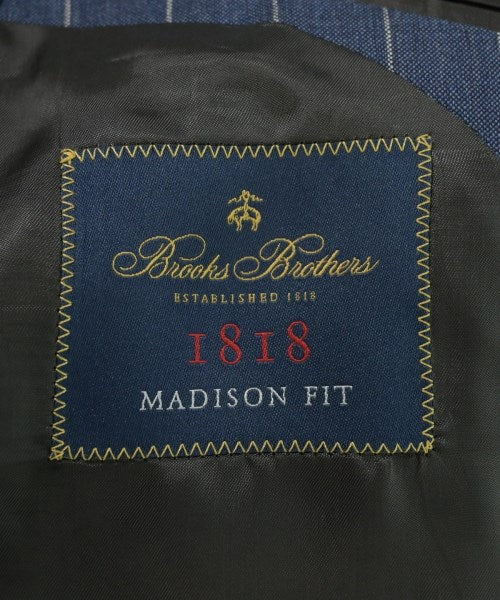 Brooks Brothers
ESTABLISHED 1818
1818
MADISON FIT